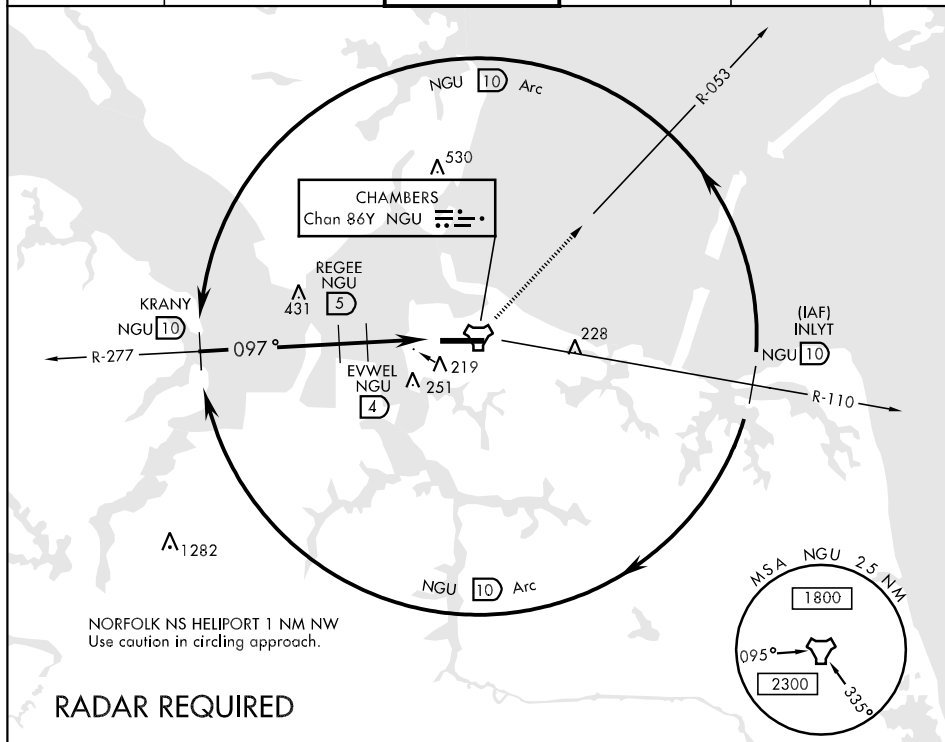 NGU 10 Arc
R-053
530
CHAMBERS
Chan 86Y NGU
REGEE
NGU
5
431
KRANY
NGU 10
R-277
097°
EVWEL
NGU
4
219
251
228
(IAF)
INLYT
NGU 10
R-110
1282
NGU 10 Arc
NORFOLK NS HELIPORT 1 NM NW
Use caution in circling approach.
RADAR REQUIRED
MSA NGU 25 NM
1800
095°
2300
335°